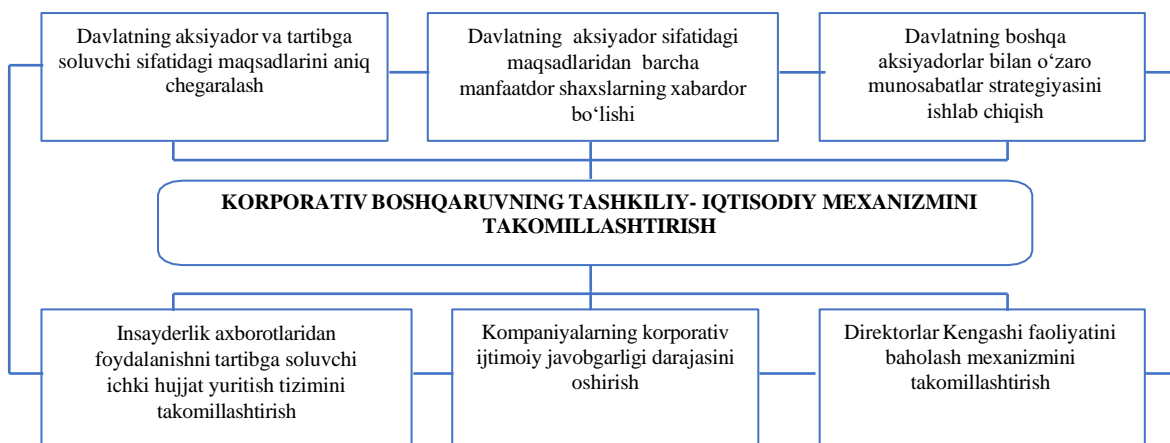 Davlatning aksiyador va tartibga
soluvchi sifatidagi maqsadlarini aniq
chegaralash
Davlatning aksiyador sifatidagi
maqsadlaridan barcha
manfaatdor shaxslarning xabardor
bo‘lishi
Davlatning boshqa
aksiyadorlar bilan o‘zaro
munosabatlar strategiyasini
ishlab chiqish
KORPORATIV BOSHQARUVNING TASHKILIY- IQTISODIY MEXANIZMINI
TAKOMILLASHTIRISH
Insayderlik axborotlaridan
foydalanishni tartibga soluvchi
ichki hujjat yuritish tizimini
takomillashtirish
Kompaniyalarning korporativ
ijtimoiy javobgarligi darajasini
oshirish
Direktorlar Kengashi faoliyatini
baholash mexanizmini
takomillashtirish